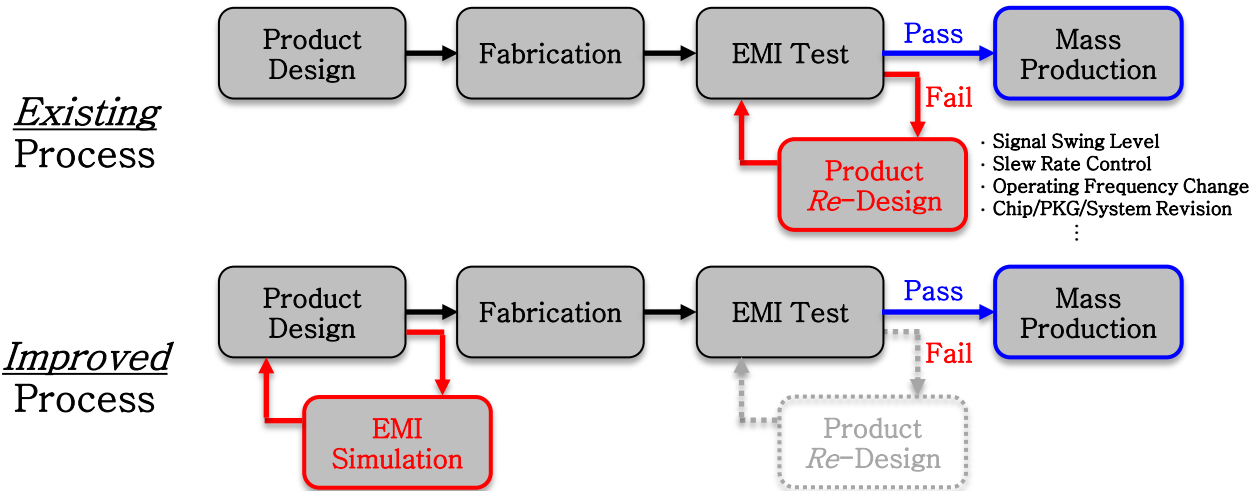 Existing
Process
Product
Design
Fabrication
EMI Test
Pass
Fail
Mass
Production
Product
Re-Design
· Signal Swing Level
· Slew Rate Control
· Operating Frequency Change
· Chip/PKG/System Revision
⋮
Improved
Process
Product
Design
Fabrication
EMI Test
Pass
Fail
Mass
Production
EMI
Simulation
Product
Re-Design